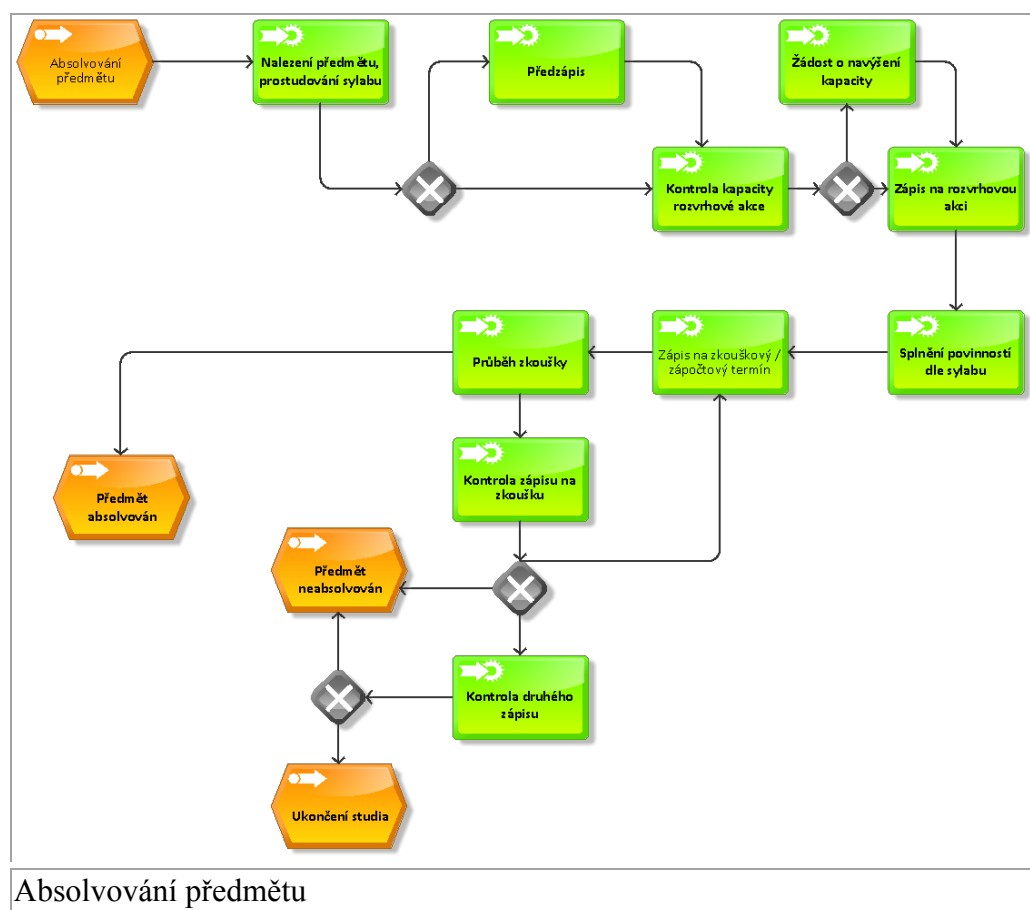 Absolvování
předmětu
Nalezení předmětu,
prostudování sylabu
Předzápis
Žádost o navýšení
kapacity
Kontrola kapacity
rozvrhové akce
Zápis na rozvrhovou
akci
Průběh zkoušky
Zápis na zkouškový /
zápočtový termín
Splnění povinností
dle sylabu
Předmět
absolvován
Kontrola zápisu na
zkoušku
Předmět
neabsolvován
Kontrola druhého
zápisu
Ukončení studia
Absolvování předmětu